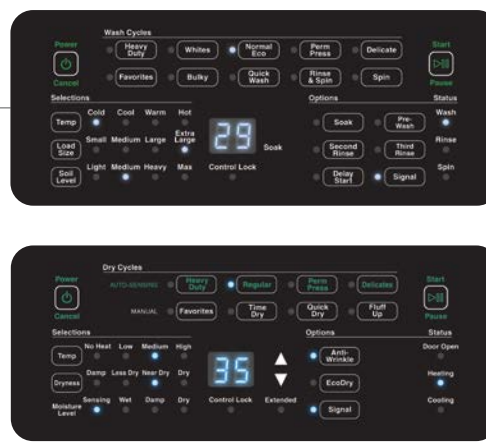 Wash Cycles
Power Heavy Duty Whites Normal Eco Perm Press Delicate Start
Cancel Favorites Bulky Quick Wash Rinse & Spin Spin Pause
Selections Options Status
Cold Cool Warm Hot Wash
Temp Soak Pre-Wash
Small Medium Large Extra Large 29 Soak Rinse
Load Size Second Rinse Third Rinse
Light Medium Heavy Max Control Lock Spin
Soil Level Delay Start Signal
Dry Cycles
Power AUTO-SENSING Heavy Duty Regular Perm Press Delicates Start
Cancel MANUAL Favorites Time Dry Quick Dry Fluff Up Pause
Selections Options Status
No Heat Low Medium High Door Open
Temp Anti-Wrinkle
Damp Less Dry Near Dry Dry 35 Heating
Dryness EcoDry
Sensing Wet Damp Dry Control Lock Extended Cooling
Moisture Level Signal